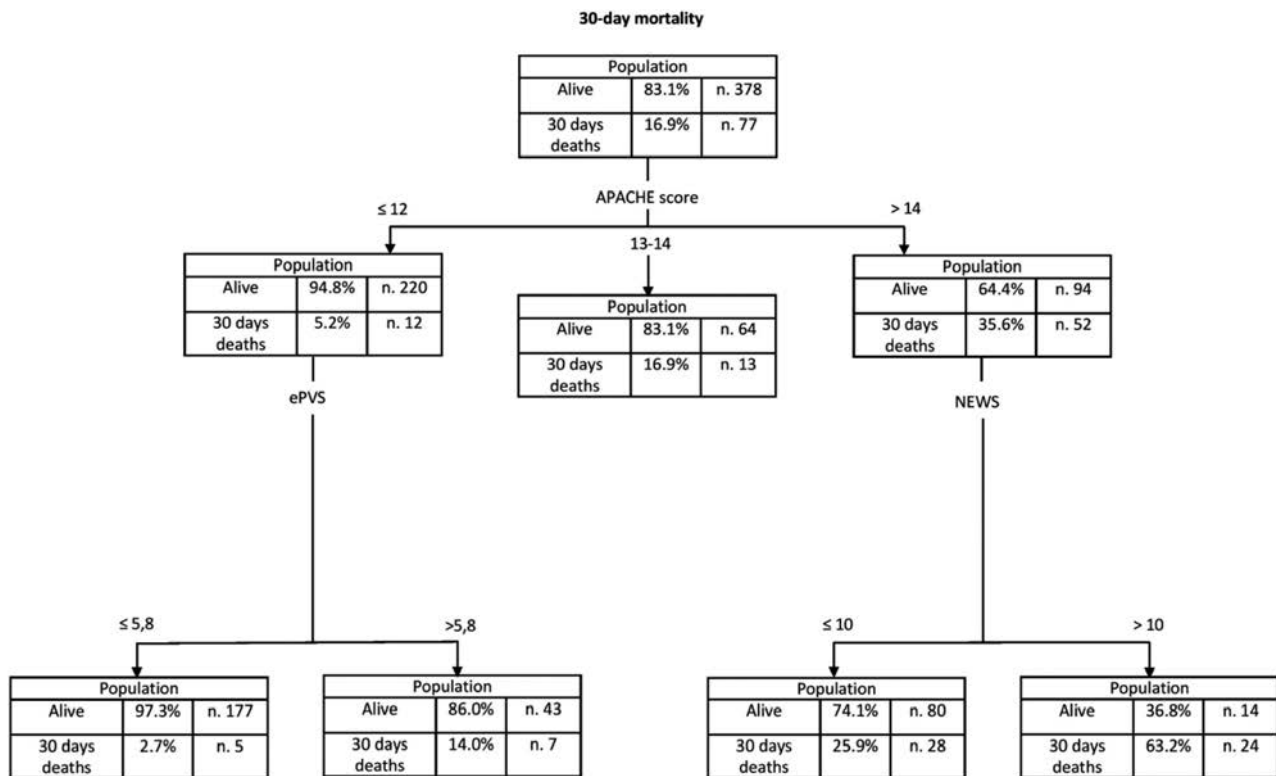 30-day mortality
Population
Alive 83.1% n. 378
30 days 16.9% n. 77
deaths
APACHE score
≤ 12
> 14
13-14
Population
Alive 94.8% n. 220
30 days 5.2% n. 12
deaths
Population
Alive 83.1% n. 64
30 days 16.9% n. 13
deaths
Population
Alive 64.4% n. 94
30 days 35.6% n. 52
deaths
ePVS
NEWS
≤ 5,8
>5,8
≤ 10
> 10
Population
Alive 97.3% n. 177
30 days 2.7% n. 5
deaths
Population
Alive 86.0% n. 43
30 days 14.0% n. 7
deaths
Population
Alive 74.1% n. 80
30 days 25.9% n. 28
deaths
Population
Alive 36.8% n. 14
30 days 63.2% n. 24
deaths